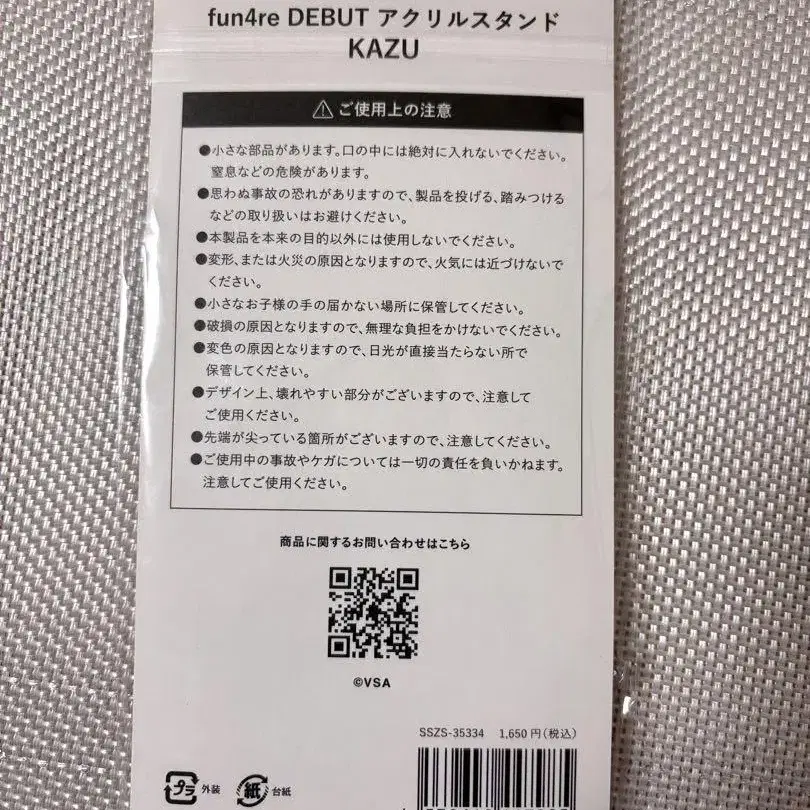 fun4re DEBUT アクリルスタンド
KAZU
⚠ご使用上の注意
●小さな部品があります。口の中には絶対に入れないでください。
窒息などの危険があります。
●思わぬ事故の恐れがありますので、製品を投げる、踏みつける
などの取り扱いはお避けください。
●本製品を本来の目的以外には使用しないでください。
●変形、または火災の原因となりますので、火気には近づけないで
ください。
●小さなお子様の手の届かない場所に保管してください。
●破損の原因となりますので、無理な負担をかけないでください。
●変色の原因となりますので、日光が直接当たらない所で
保管してください。
●デザイン上、壊れやすい部分がございますので、注意して
ご使用ください。
●先端が尖っている箇所がございますので、注意してください。
●ご使用中の事故やケガについては一切の責任を負いかねます。
注意してご使用ください。
商品に関するお問い合わせはこちら
©VSA
SSZS-35334 1,650円(税込)
プラ 外装 紙 台紙